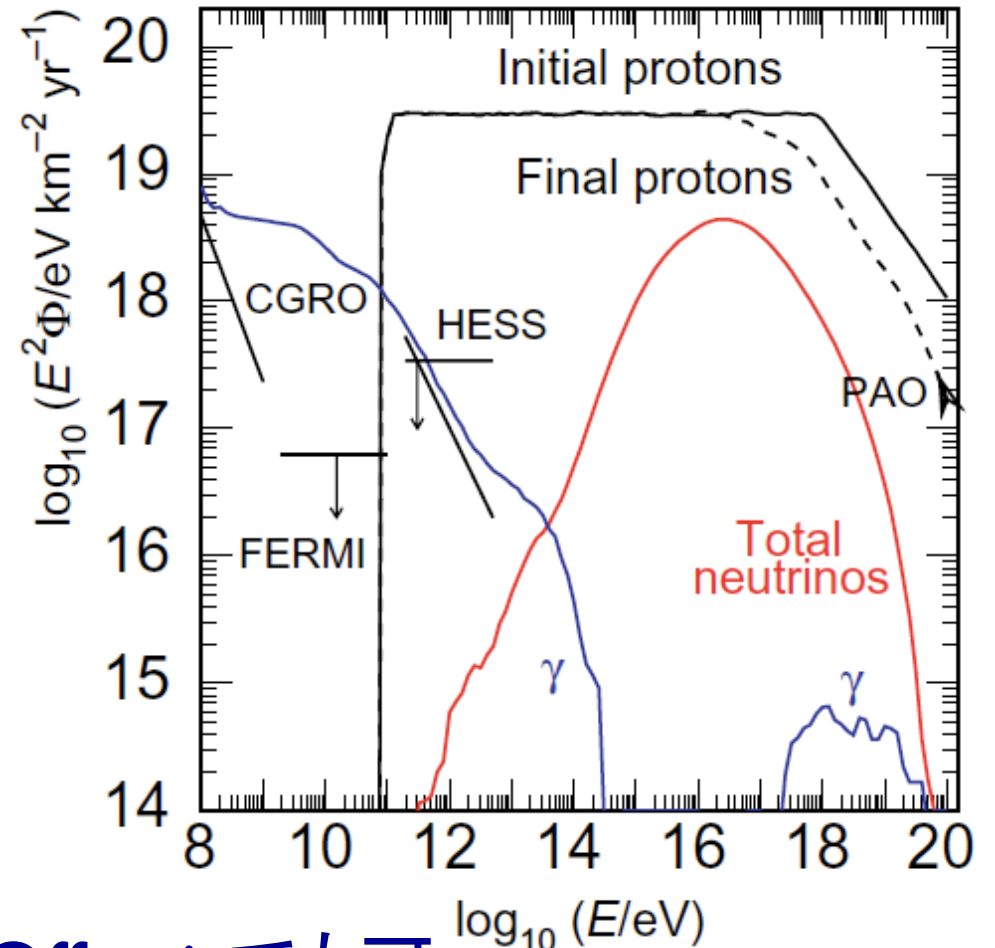 log₁₀ (E²Φ/eV km⁻² yr⁻¹)
20
19
18
17
16
15
14
Initial protons
Final protons
CGRO
HESS
PAO
FERMI
Total
neutrinos
γ
γ
8 10 12 14 16 18 20
log₁₀ (E/eV)